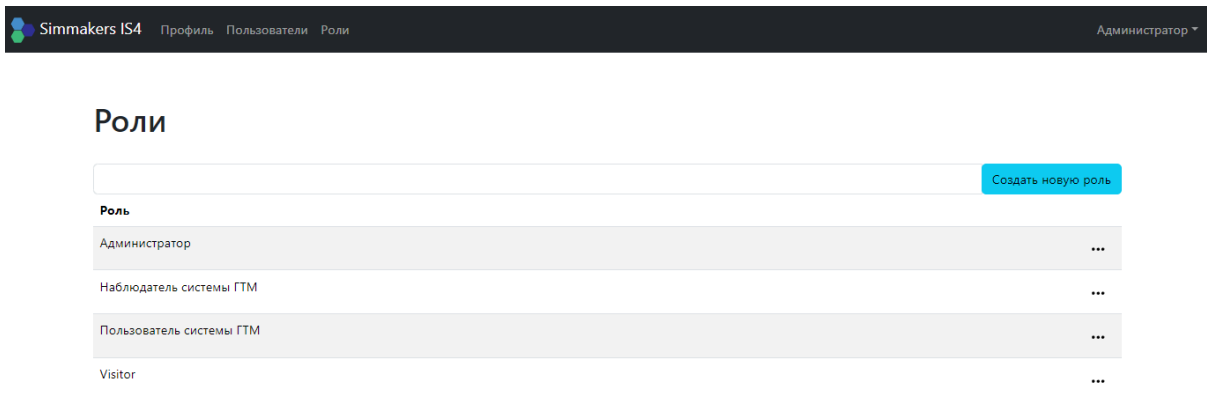 Simmakers IS4 Профиль Пользователи Роли Администратор
Роли
Создать новую роль
Роль
Администратор
Наблюдатель системы ГТМ
Пользователь системы ГТМ
Visitor